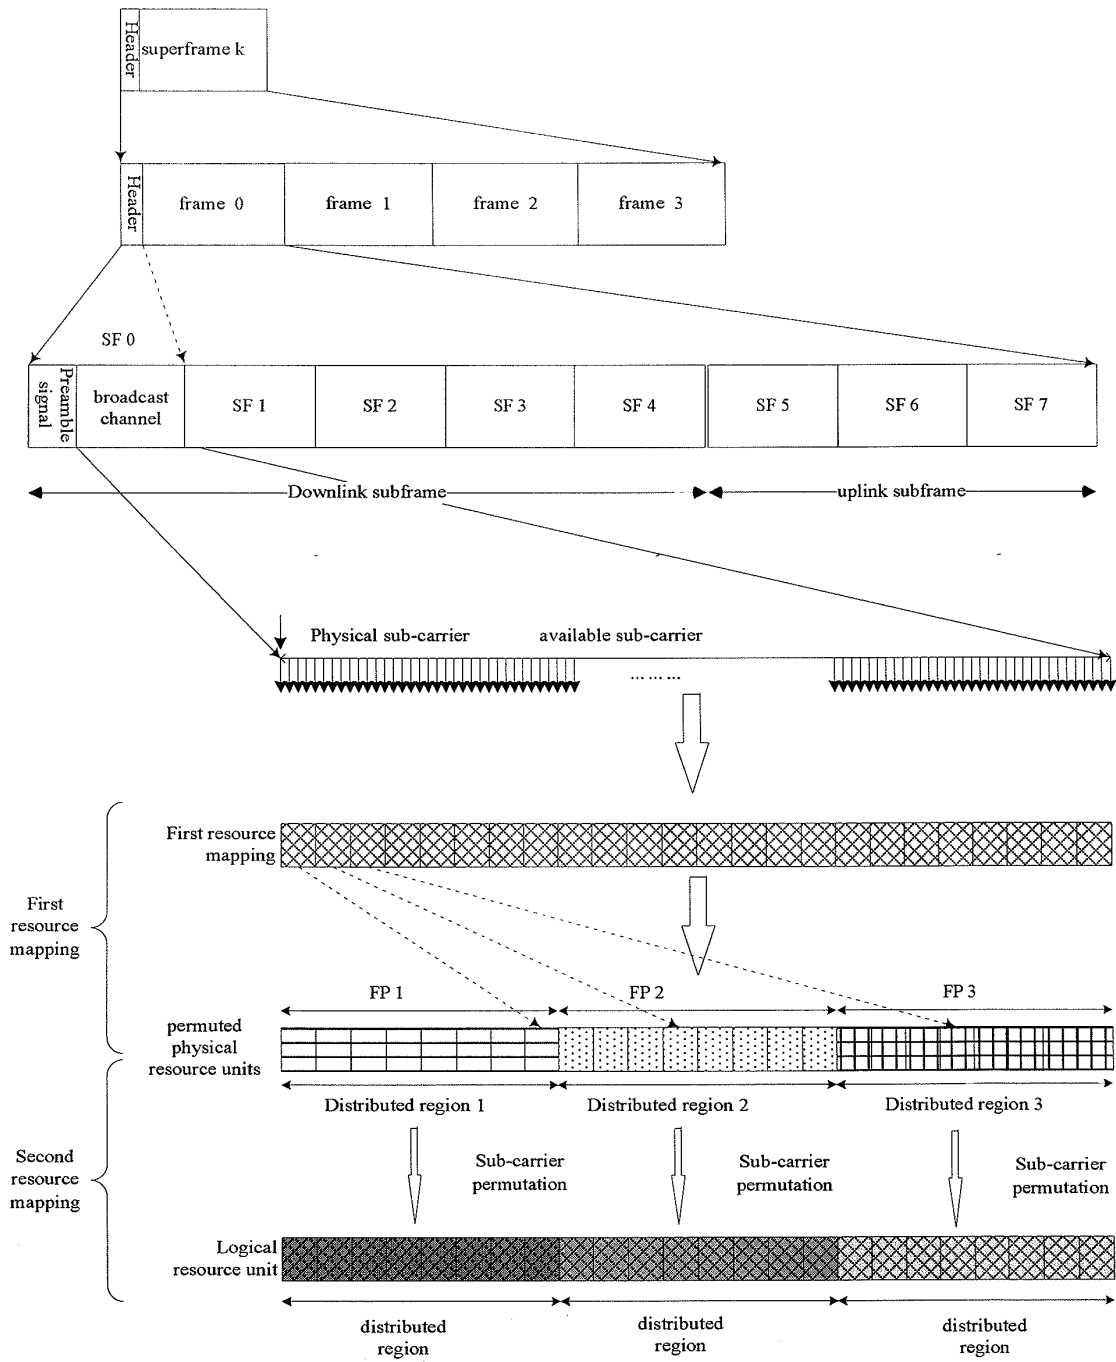 Header
superframe k
Header
frame 0
frame 1
frame 2
frame 3
SF 0
Preamble
signal
broadcast
channel
SF 1
SF 2
SF 3
SF 4
SF 5
SF 6
SF 7
Downlink subframe
uplink subframe
Physical sub-carrier
available sub-carrier
... ... ...
First resource
mapping
First
resource
mapping
FP 1
FP 2
FP 3
permuted
physical
resource units
Distributed region 1
Distributed region 2
Distributed region 3
Second
resource
mapping
Sub-carrier
permutation
Sub-carrier
permutation
Sub-carrier
permutation
Logical
resource unit
distributed
region
distributed
region
distributed
region